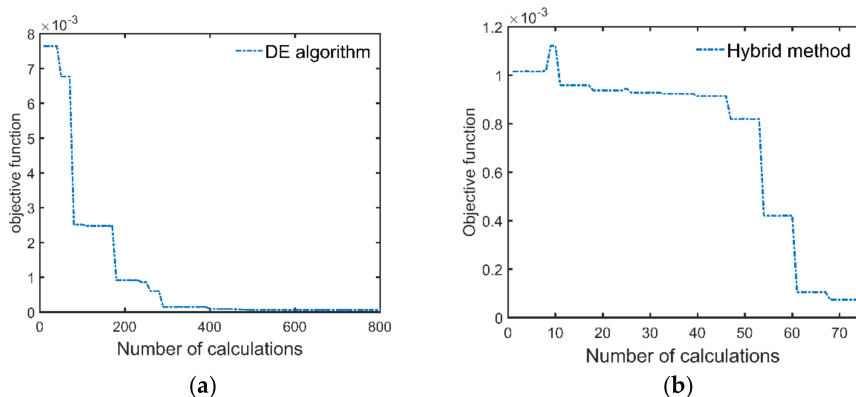 ×10⁻³
8
7
6
5
4
3
2
1
0
objective function
DE algorithm
0 200 400 600 800
Number of calculations
(a)
×10⁻³
1.2
1
0.8
0.6
0.4
0.2
0
Objective function
Hybrid method
0 10 20 30 40 50 60 70
Number of calculations
(b)